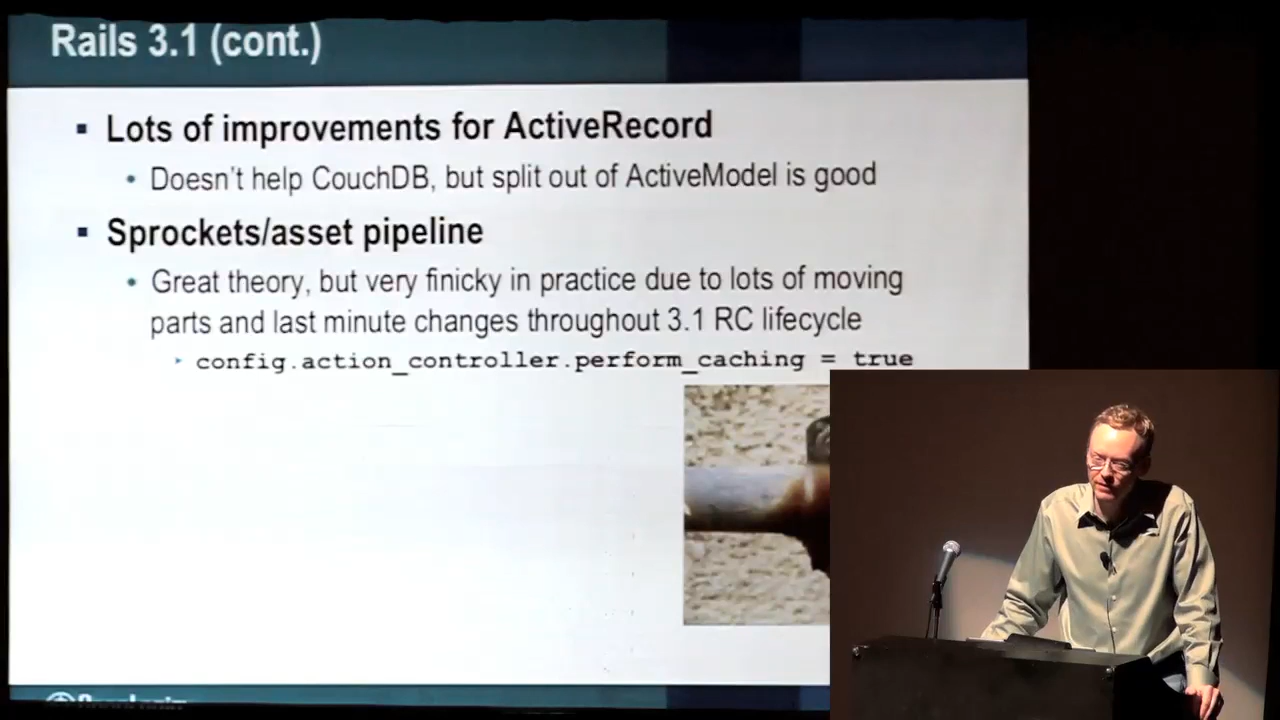 Rails 3.1 (cont.)
Lots of improvements for ActiveRecord
Doesn't help CouchDB, but split out of ActiveModel is good
Sprockets/asset pipeline
Great theory, but very finicky in practice due to lots of moving
parts and last minute changes throughout 3.1 RC lifecycle
config.action_controller.perform_caching = true